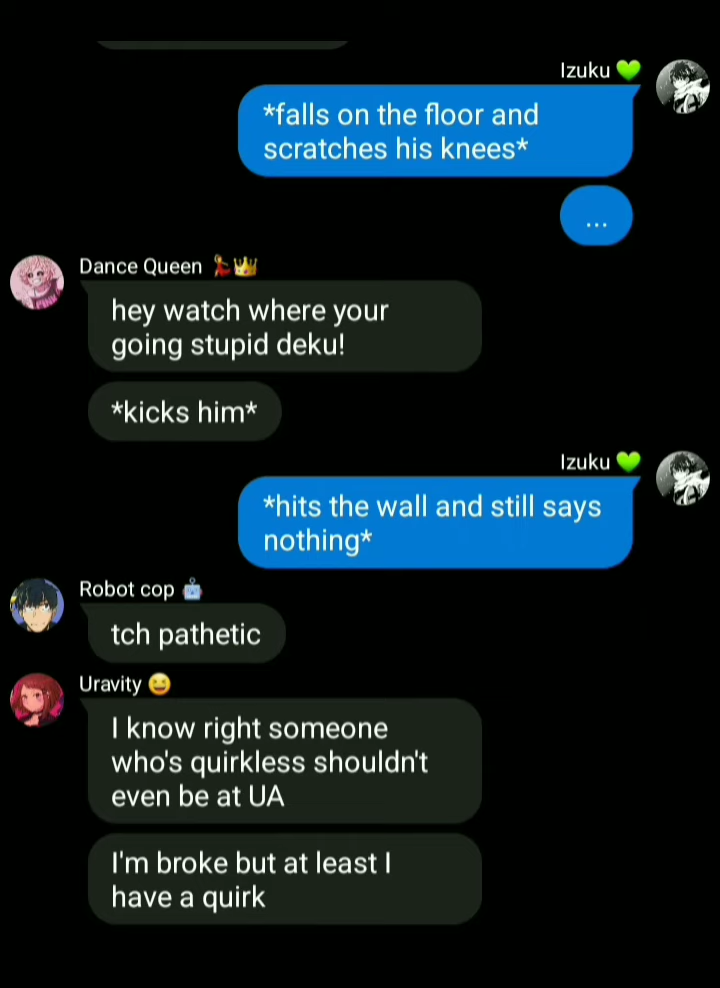 Izuku 💚
*falls on the floor and
scratches his knees*
...
Dance Queen 💃👑
hey watch where your
going stupid deku!
*kicks him*
Izuku 💚
*hits the wall and still says
nothing*
Robot cop 🤖
tch pathetic
Uravity 😆
I know right someone
who's quirkless shouldn't
even be at UA
I'm broke but at least I
have a quirk